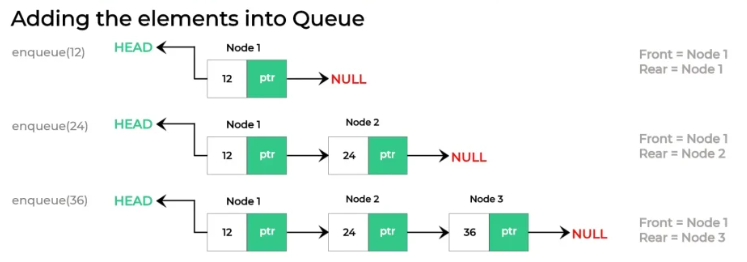 Adding the elements into Queue
enqueue(12)
HEAD
Node 1
12 ptr
NULL
Front = Node 1
Rear = Node 1
enqueue(24)
HEAD
Node 1
12 ptr
Node 2
24 ptr
NULL
Front = Node 1
Rear = Node 2
enqueue(36)
HEAD
Node 1
12 ptr
Node 2
24 ptr
Node 3
36 ptr
NULL
Front = Node 1
Rear = Node 3